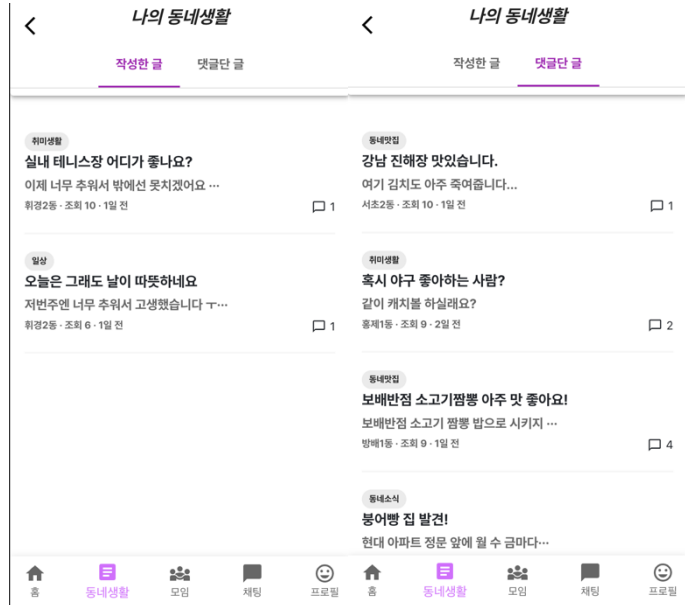 나의 동네생활
작성한 글 댓글단 글
취미생활
실내 테니스장 어디가 좋나요?
이제 너무 추워서 밖에선 못치겠어요 ···
휘경2동 · 조회 10 · 1일 전 1
일상
오늘은 그래도 날이 따뜻하네요
저번주엔 너무 추워서 고생했습니다 ㅜ···
휘경2동 · 조회 6 · 1일 전 1
홈 동네생활 모임 채팅 프로필
나의 동네생활
작성한 글 댓글단 글
동네맛집
강남 진해장 맛있습니다.
여기 김치도 아주 죽여줍니다...
서초2동 · 조회 10 · 1일 전 1
취미생활
혹시 야구 좋아하는 사람?
같이 캐치볼 하실래요?
홍제1동 · 조회 9 · 2일 전 2
동네맛집
보배반점 소고기짬뽕 아주 맛 좋아요!
보배반점 소고기 짬뽕 밥으로 시키지 ···
방배1동 · 조회 9 · 1일 전 4
동네소식
붕어빵 집 발견!
현대 아파트 정문 앞에 월 수 금마다···
홈 동네생활 모임 채팅 프로필